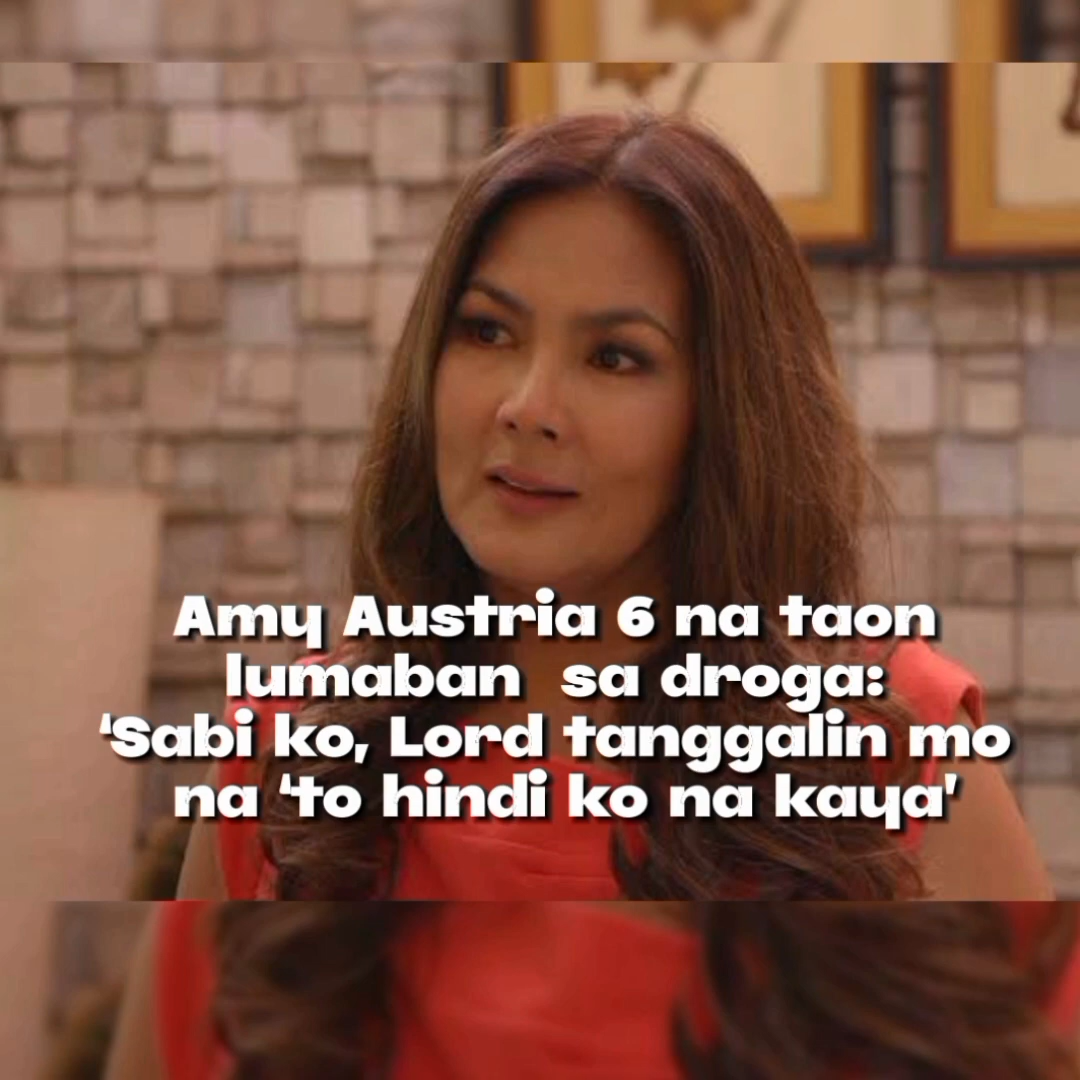 Amy Austria 6 na taon
lumaban sa droga:
‘Sabi ko, Lord tanggalin mo
na ‘to hindi ko na kaya'